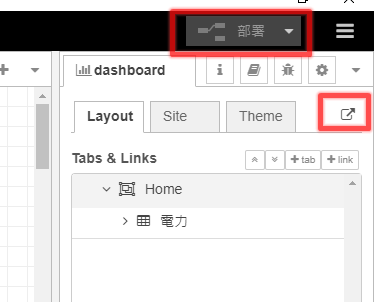 部署
dashboard
Layout
Site
Theme
Tabs & Links
tab
link
Home
電力